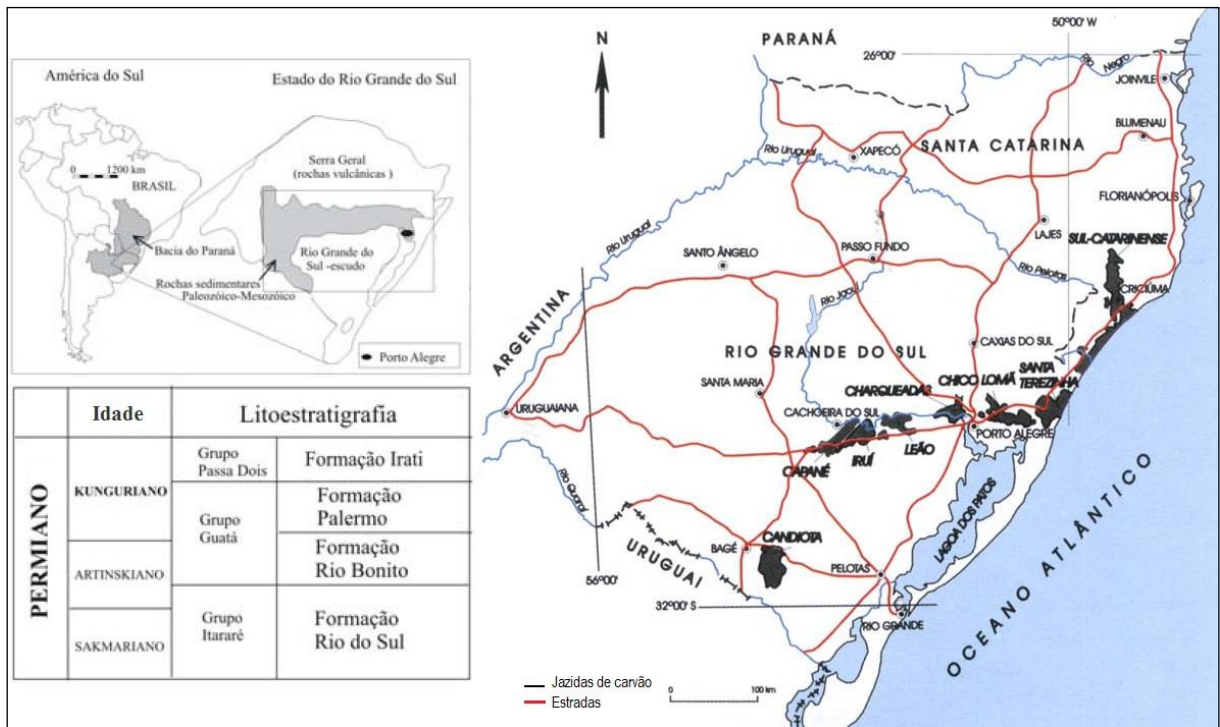 América do Sul
Estado do Rio Grande do Sul
0 1200 km
BRASIL
Bacia do Paraná
Serra Geral
(rochas vulcânicas )
Rio Grande do
Sul -escudo
Rochas sedimentares
Paleozóico-Mesozóico
Porto Alegre
Idade
Litoestratigrafia
PERMIANO
KUNGURIANO
ARTINSKIANO
SAKMARIANO
Grupo
Passa Dois
Formação Irati
Grupo
Guatá
Formação
Palermo
Formação
Rio Bonito
Grupo
Itararé
Formação
Rio do Sul
N
PARANÁ
50°00' W
26°00'
Rio Negro
JOINVILE
BLUMENAU
SANTA CATARINA
XAPECÓ
Rio Uruguai
FLORIANÓPOLIS
LAJES
SUL-CATARINENSE
Rio Uruguai
SANTO ÂNGELO
PASSO FUNDO
Rio Pelotas
CRICIÚMA
Rio Jacuí
ARGENTINA
RIO GRANDE DO SUL
CAXIAS DO SUL
SANTA
TEREZINHA
CHICO LOMÃ
CHARQUEADAS
SANTA MARIA
CACHOEIRA DO SUL
URUGUAIANA
PORTO ALEGRE
LEÃO
IRUÍ
CAPANÉ
Rio Quaraí
LAGOA DOS PATOS
OCEANO ATLÂNTICO
CANDIOTA
BAGÉ
URUGUAI
56°00'
PELOTAS
32°00' S
RIO GRANDE
Jazidas de carvão
Estradas
0 100 km